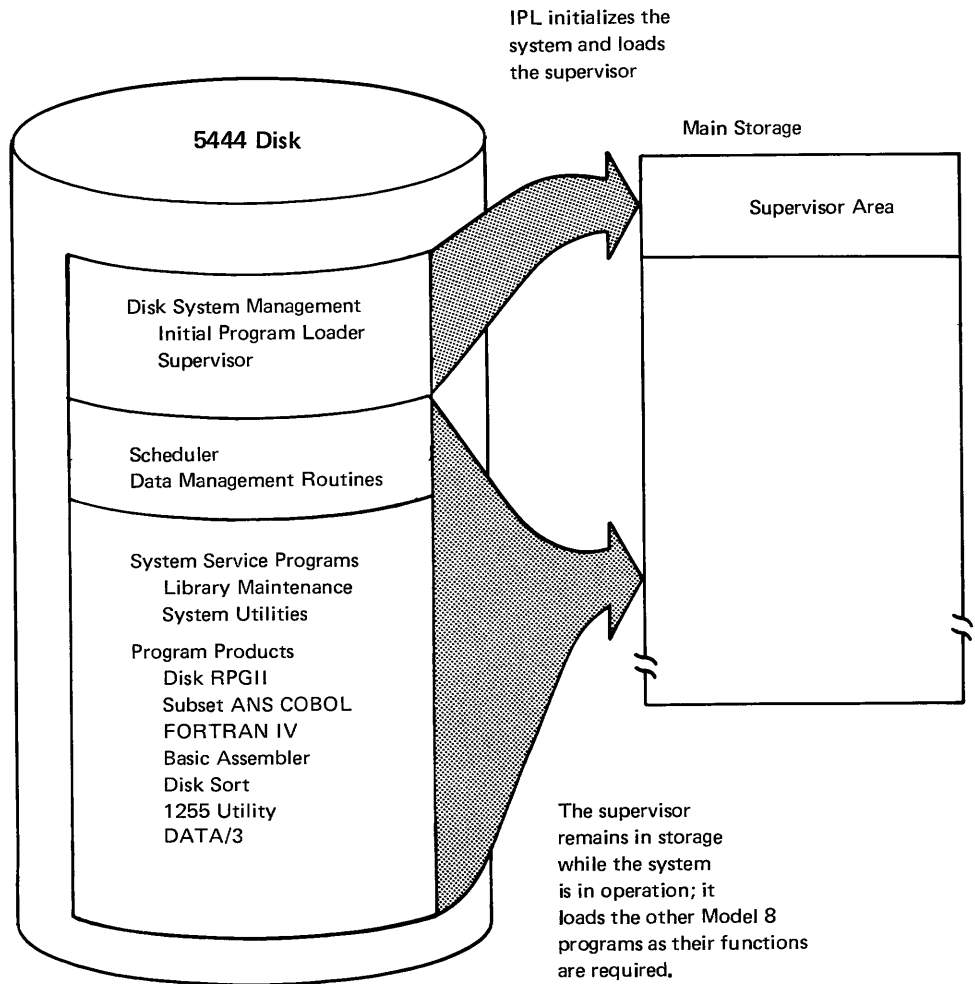 IPL initializes the
system and loads
the supervisor
5444 Disk
Main Storage
Supervisor Area
Disk System Management
Initial Program Loader
Supervisor
Scheduler
Data Management Routines
System Service Programs
Library Maintenance
System Utilities
Program Products
Disk RPGII
Subset ANS COBOL
FORTRAN IV
Basic Assembler
Disk Sort
1255 Utility
DATA/3
The supervisor
remains in storage
while the system
is in operation; it
loads the other Model 8
programs as their functions
are required.